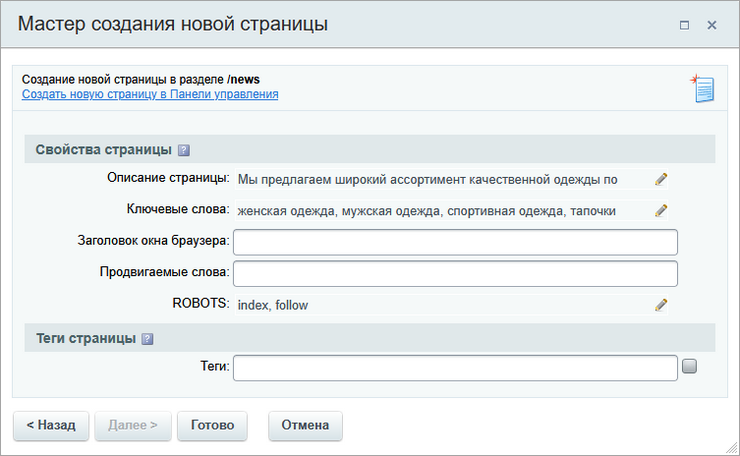 Мастер создания новой страницы
Создание новой страницы в разделе /news
Создать новую страницу в Панели управления
Свойства страницы ?
Описание страницы: Мы предлагаем широкий ассортимент качественной одежды по
Ключевые слова: женская одежда, мужская одежда, спортивная одежда, тапочки
Заголовок окна браузера:
Продвигаемые слова:
ROBOTS: index, follow
Теги страницы ?
Теги:
< Назад Далее > Готово Отмена